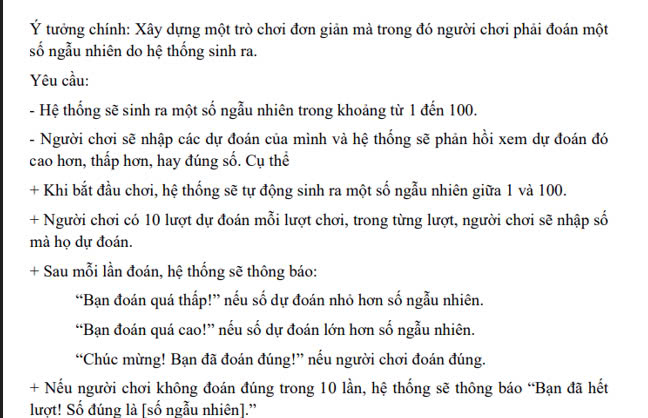 Ý tưởng chính: Xây dựng một trò chơi đơn giản mà trong đó người chơi phải đoán một
số ngẫu nhiên do hệ thống sinh ra.
Yêu cầu:
- Hệ thống sẽ sinh ra một số ngẫu nhiên trong khoảng từ 1 đến 100.
- Người chơi sẽ nhập các dự đoán của mình và hệ thống sẽ phản hồi xem dự đoán đó
cao hơn, thấp hơn, hay đúng số. Cụ thể
+ Khi bắt đầu chơi, hệ thống sẽ tự động sinh ra một số ngẫu nhiên giữa 1 và 100.
+ Người chơi có 10 lượt dự đoán mỗi lượt chơi, trong từng lượt, người chơi sẽ nhập số
mà họ dự đoán.
+ Sau mỗi lần đoán, hệ thống sẽ thông báo:
“Bạn đoán quá thấp!” nếu số dự đoán nhỏ hơn số ngẫu nhiên.
“Bạn đoán quá cao!” nếu số dự đoán lớn hơn số ngẫu nhiên.
“Chúc mừng! Bạn đã đoán đúng!” nếu người chơi đoán đúng.
+ Nếu người chơi không đoán đúng trong 10 lần, hệ thống sẽ thông báo “Bạn đã hết
lượt! Số đúng là [số ngẫu nhiên].”